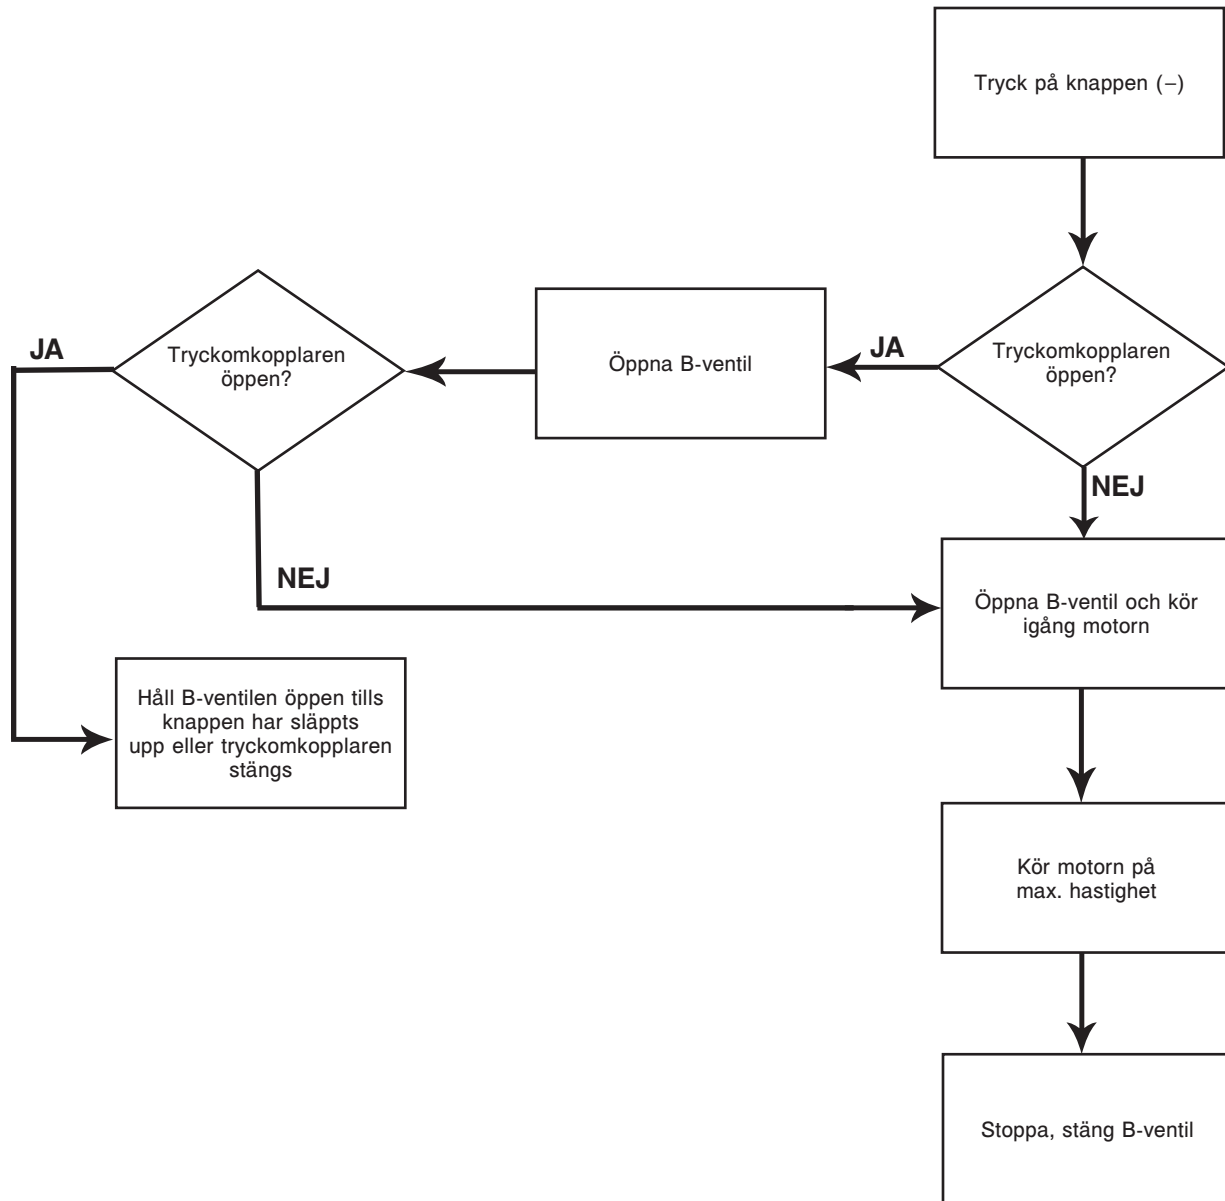 Tryck på knappen (–)
Tryckomkopplaren
öppen?
JA
Öppna B-ventil
JA
Tryckomkopplaren
öppen?
NEJ
NEJ
Öppna B-ventil och kör
igång motorn
Håll B-ventilen öppen tills
knappen har släppts
upp eller tryckomkopplaren
stängs
Kör motorn på
max. hastighet
Stoppa, stäng B-ventil